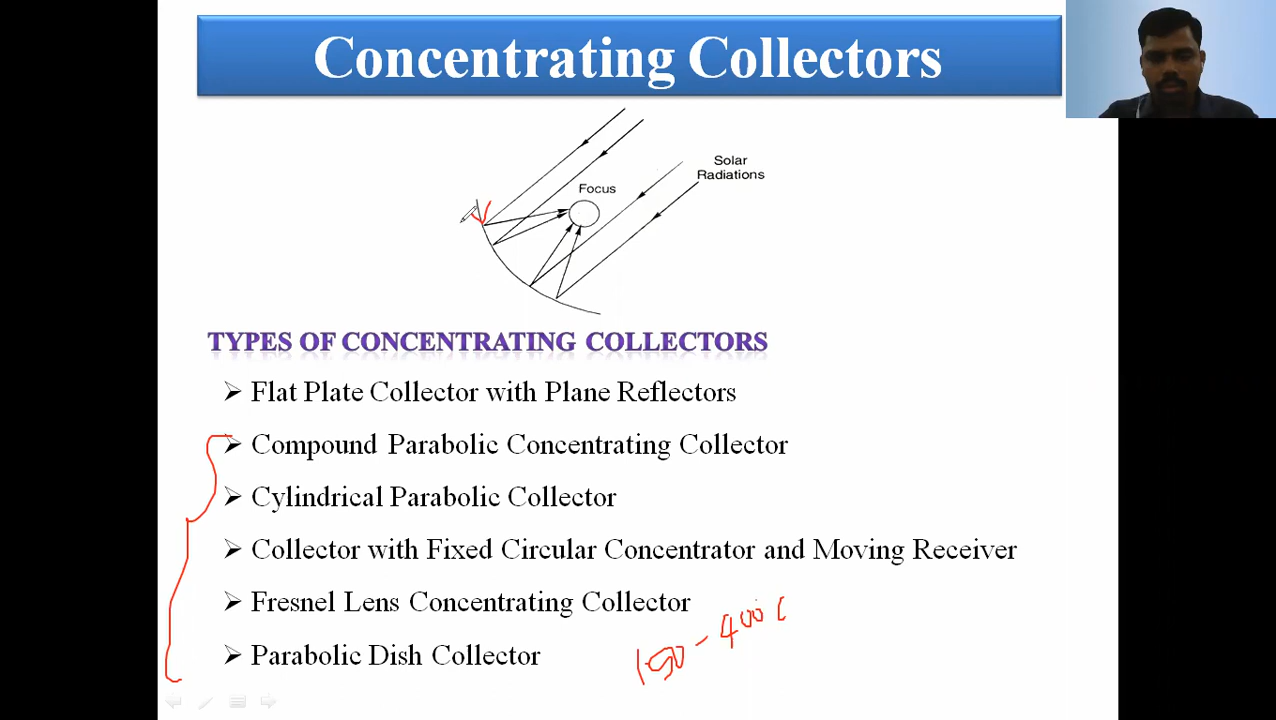 Concentrating Collectors
Solar
Radiations
Focus
TYPES OF CONCENTRATING COLLECTORS
➢ Flat Plate Collector with Plane Reflectors
➢ Compound Parabolic Concentrating Collector
➢ Cylindrical Parabolic Collector
➢ Collector with Fixed Circular Concentrator and Moving Receiver
➢ Fresnel Lens Concentrating Collector
➢ Parabolic Dish Collector
150 - 400 C